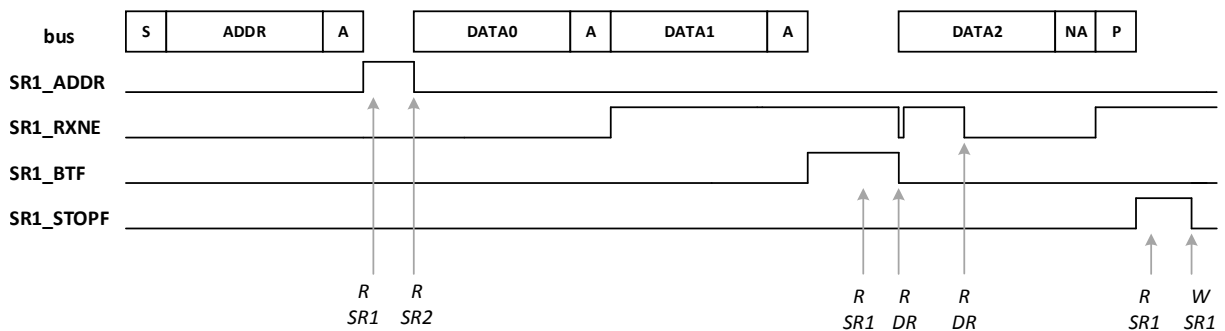 bus S ADDR A DATA0 A DATA1 A DATA2 NA P
SR1_ADDR
SR1_RXNE
SR1_BTF
SR1_STOPF
R R R R R R W
SR1 SR2 SR1 DR DR SR1 SR1